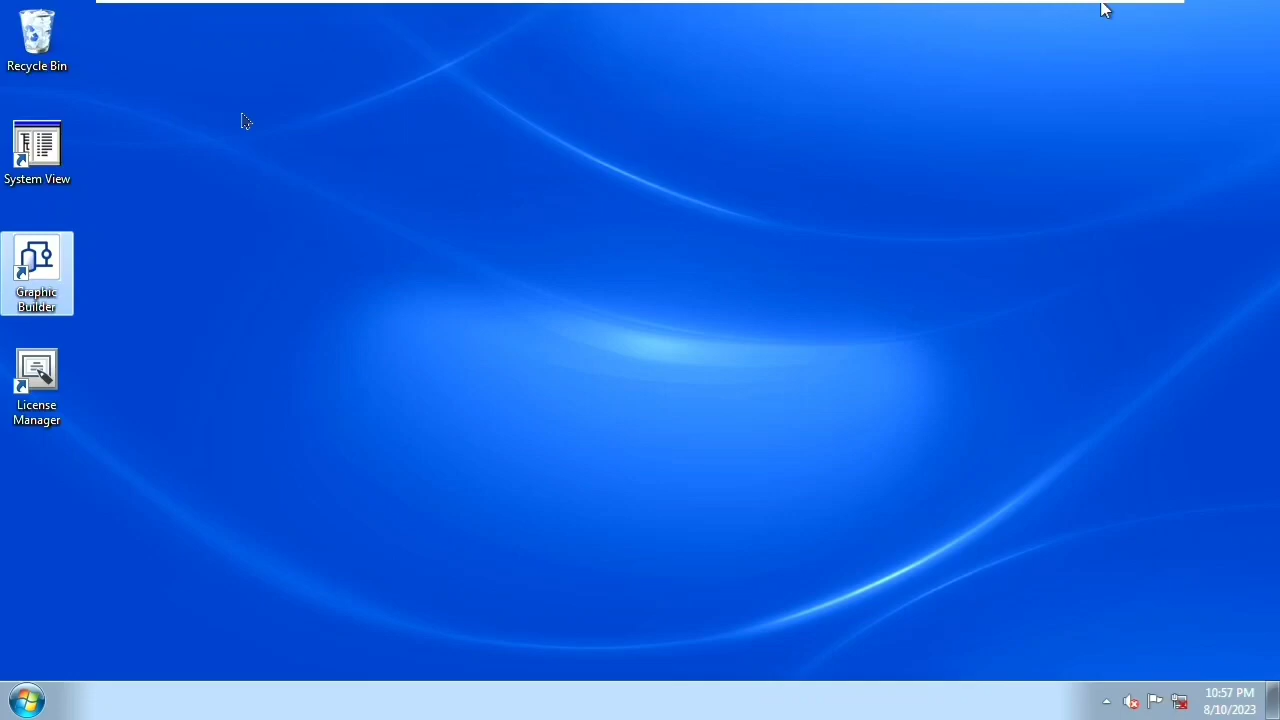 Recycle Bin
System View
Graphic
Builder
License
Manager
10:57 PM
8/10/2023